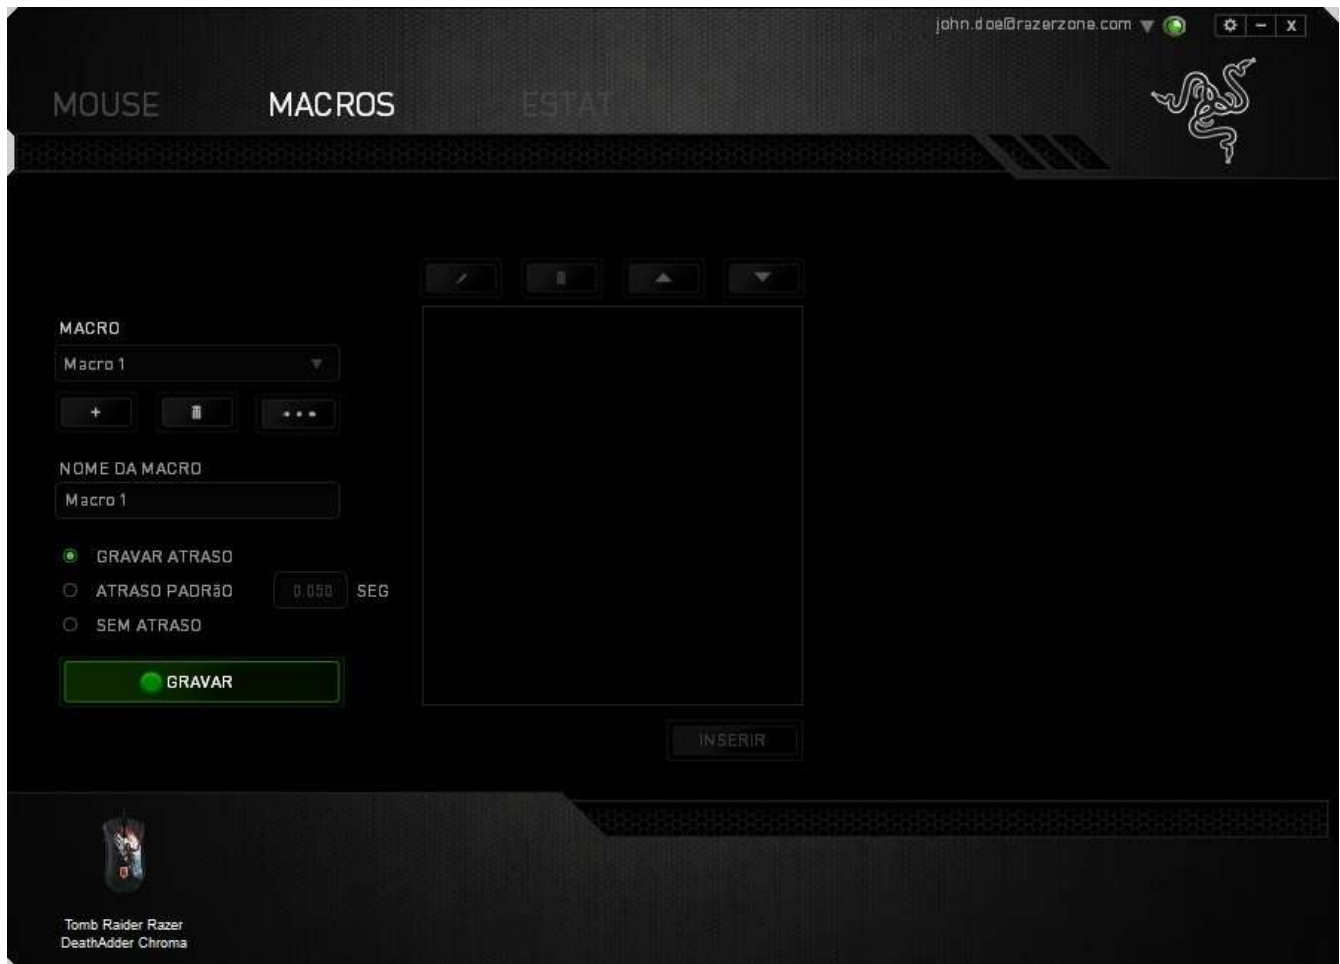 john.doe@razerzone.com
MOUSE MACROS ESTAT
MACRO
Macro 1
NOME DA MACRO
Macro 1
GRAVAR ATRASO
ATRASO PADRãO 0.050 SEG
SEM ATRASO
GRAVAR
INSERIR
Tomb Raider Razer
DeathAdder Chroma